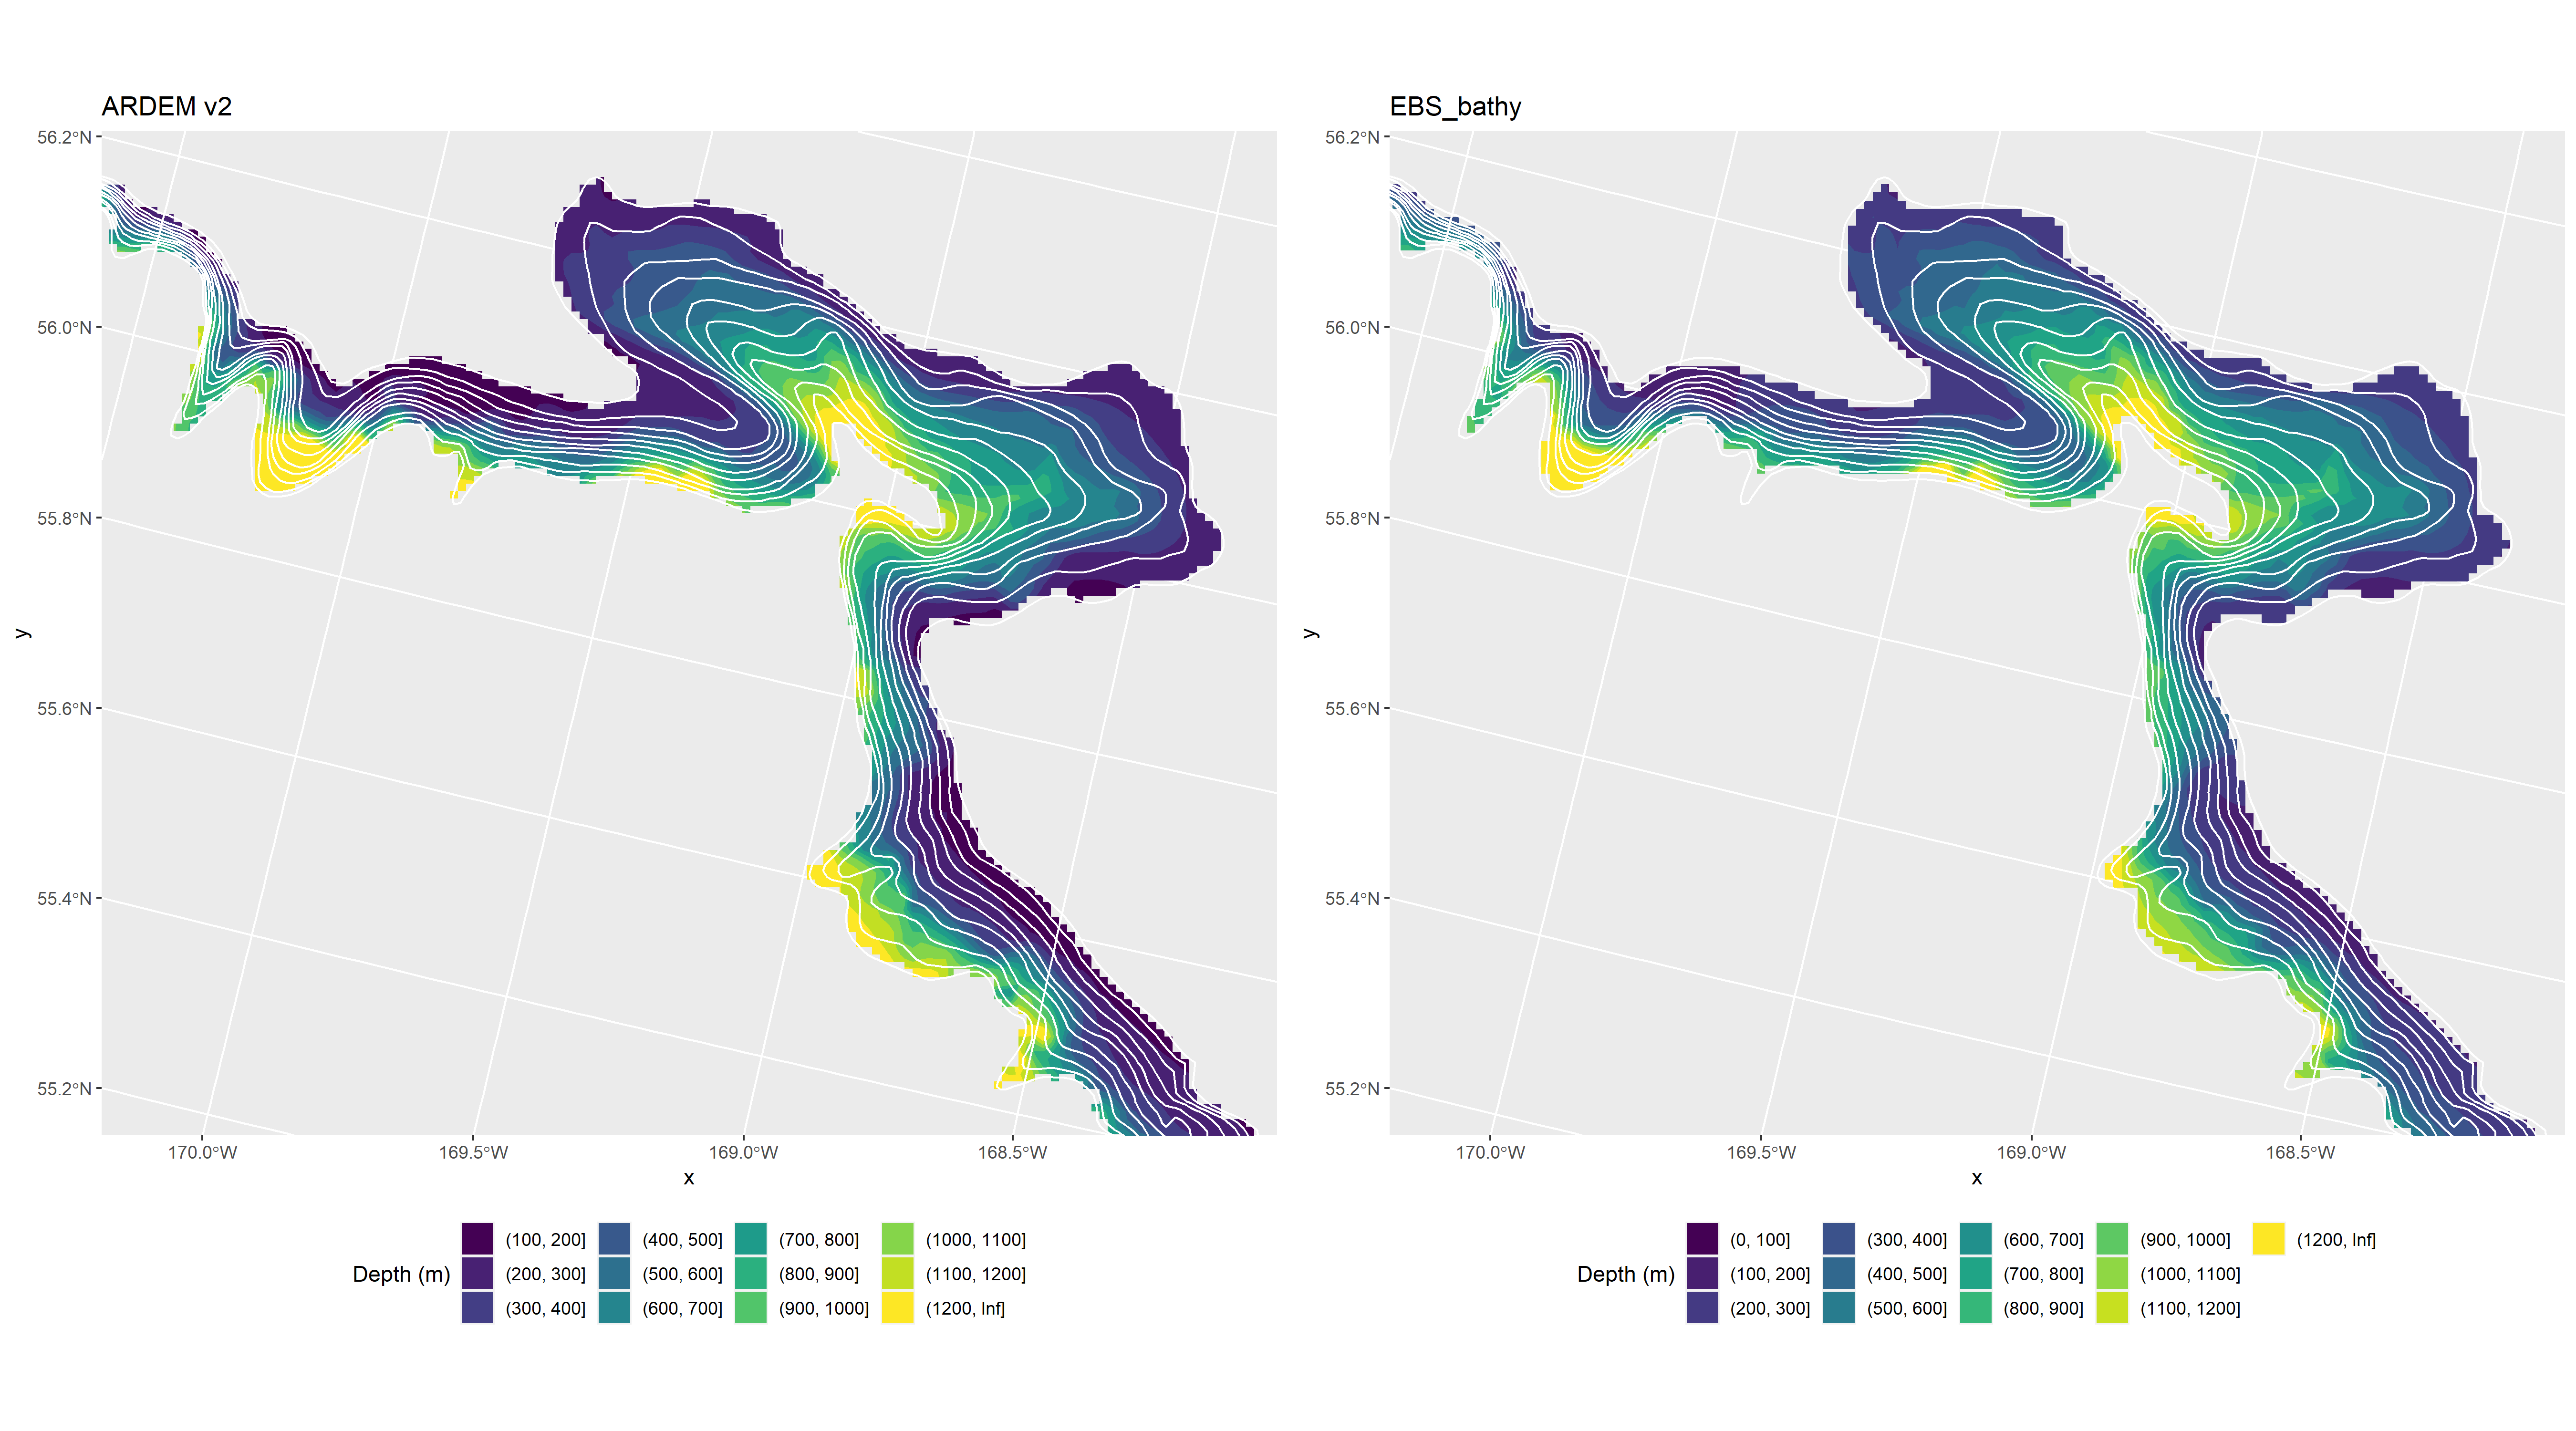 ARDEM v2
56.2°N
56.0°N
55.8°N
55.6°N
55.4°N
55.2°N
y
170.0°W 169.5°W 169.0°W 168.5°W
x
Depth (m)
(100, 200] (400, 500] (700, 800] (1000, 1100]
(200, 300] (500, 600] (800, 900] (1100, 1200]
(300, 400] (600, 700] (900, 1000] (1200, Inf]
EBS_bathy
56.2°N
56.0°N
55.8°N
55.6°N
55.4°N
55.2°N
y
170.0°W 169.5°W 169.0°W 168.5°W
x
Depth (m)
(0, 100] (300, 400] (600, 700] (900, 1000] (1200, Inf]
(100, 200] (400, 500] (700, 800] (1000, 1100]
(200, 300] (500, 600] (800, 900] (1100, 1200]